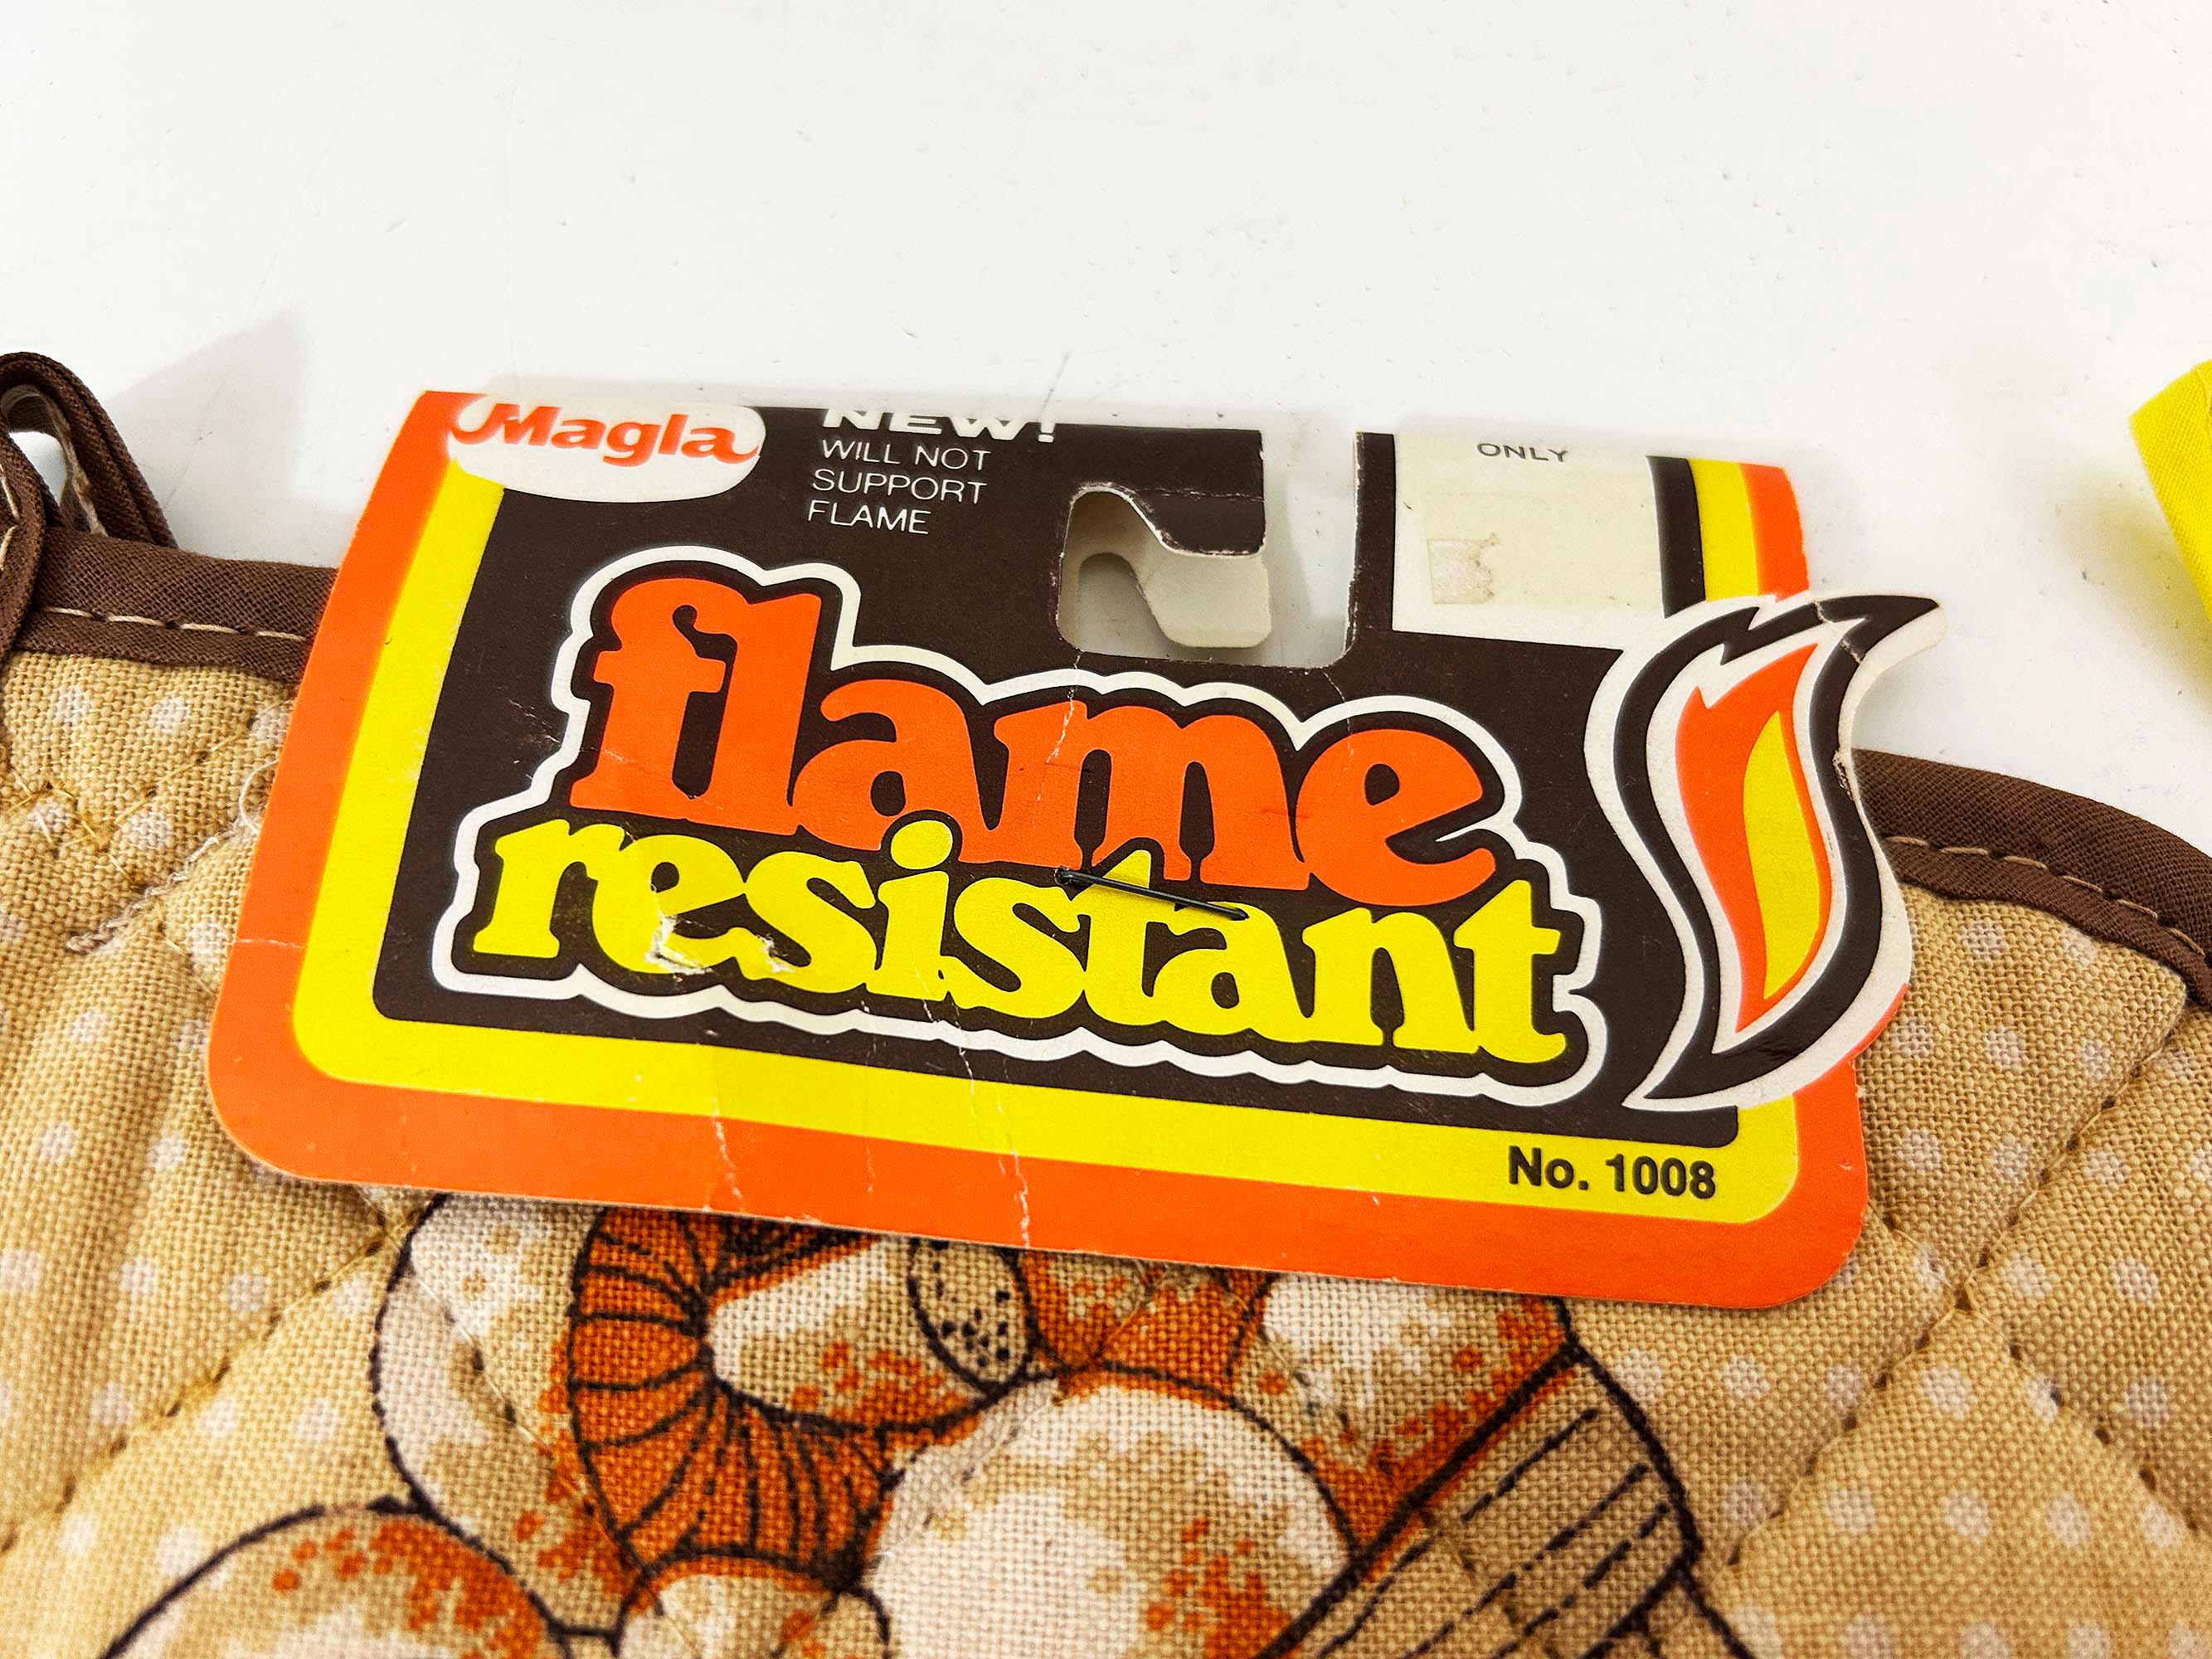 Magla
NEW!
WILL NOT
SUPPORT
FLAME
ONLY
flame
resistant
No. 1008